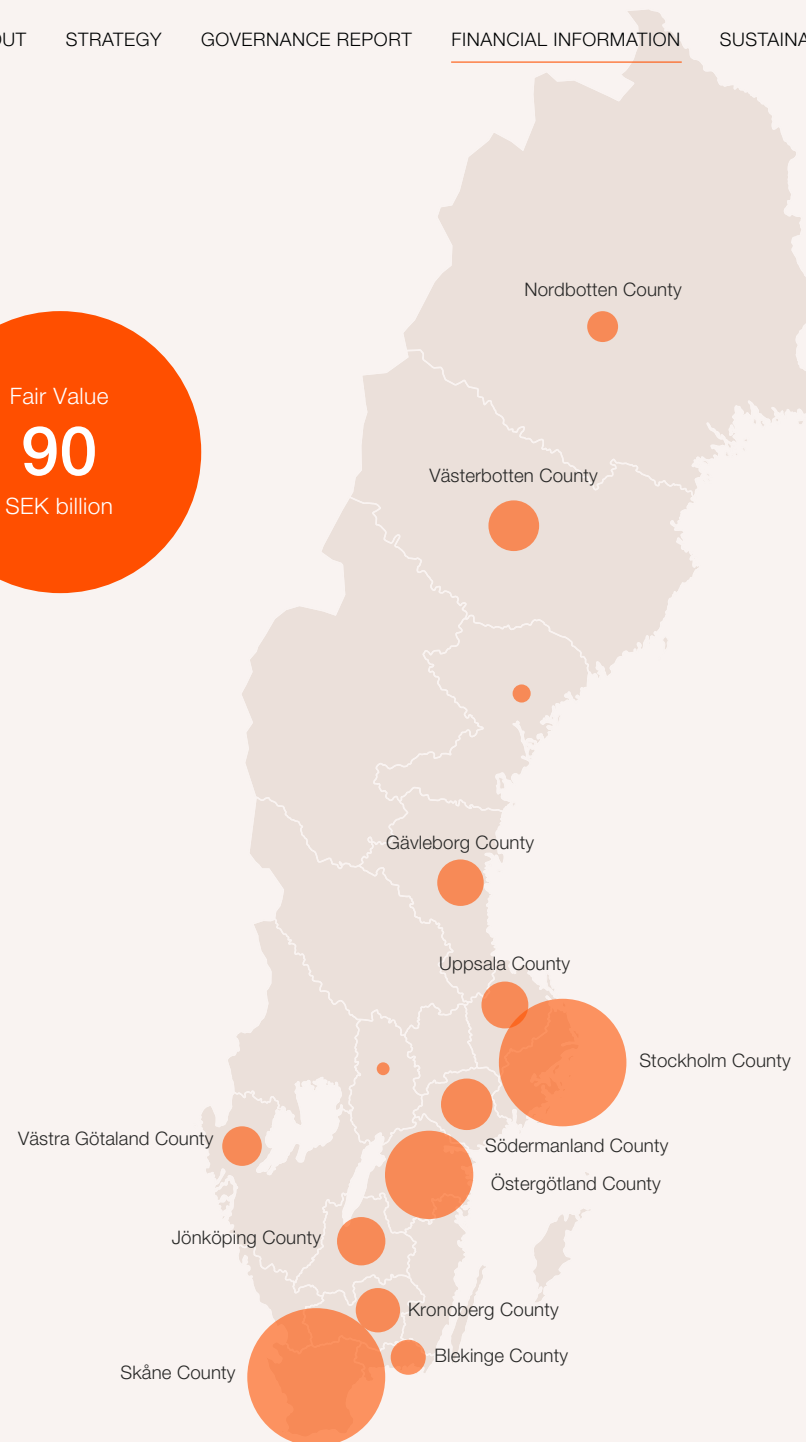 OUT STRATEGY GOVERNANCE REPORT FINANCIAL INFORMATION SUSTAINA
Nordbotten County
Fair Value
90
SEK billion
Västerbotten County
Gävleborg County
Uppsala County
Stockholm County
Västra Götaland County
Södermanland County
Östergötland County
Jönköping County
Kronoberg County
Blekinge County
Skåne County